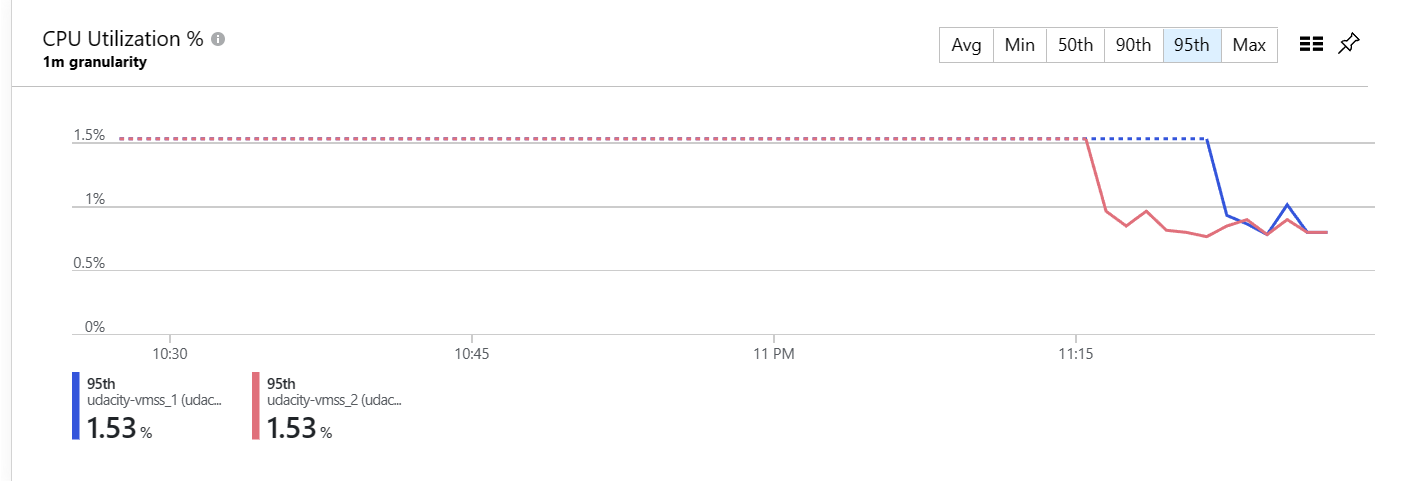 CPU Utilization %
1m granularity
Avg Min 50th 90th 95th Max
1.5%
1%
0.5%
0%
10:30 10:45 11 PM 11:15
95th
udacity-vmss_1 (udac...
1.53 %
95th
udacity-vmss_2 (udac...
1.53 %